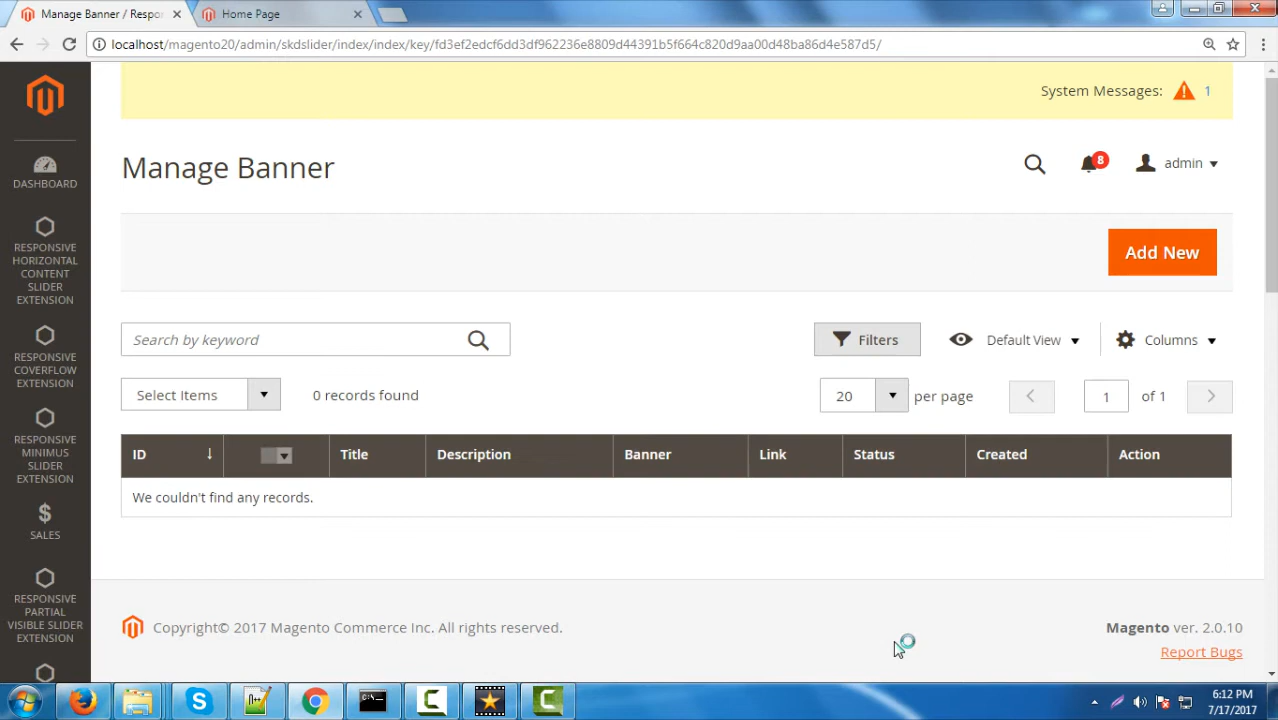 Manage Banner / Respo
Home Page
localhost/magento20/admin/skdslider/index/index/key/fd3ef2edcf6dd3df962236e8809d44391b5f664c820d9aa00d48ba86d4e587d5/
System Messages: 1
Manage Banner
8
admin
DASHBOARD
RESPONSIVE
HORIZONTAL
CONTENT
SLIDER
EXTENSION
Add New
Search by keyword
Filters
Default View
Columns
RESPONSIVE
COVERFLOW
EXTENSION
Select Items
0 records found
20
per page
1
of 1
RESPONSIVE
MINIMUS
SLIDER
EXTENSION
ID ↓ Title Description Banner Link Status Created Action
We couldn't find any records.
SALES
RESPONSIVE
PARTIAL
VISIBLE SLIDER
EXTENSION
Copyright© 2017 Magento Commerce Inc. All rights reserved.
Magento ver. 2.0.10
Report Bugs
6:12 PM
7/17/2017